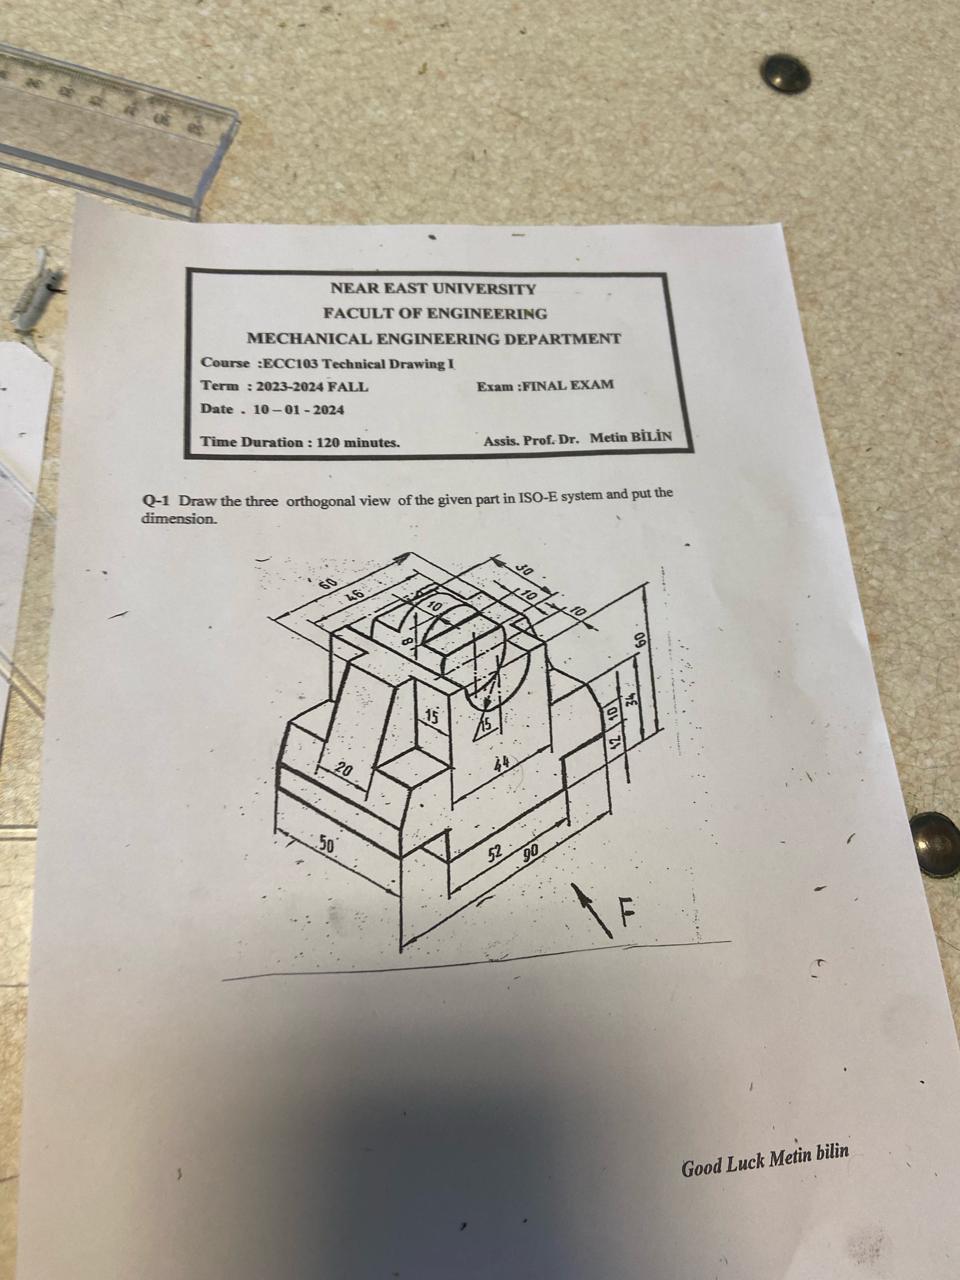 NEAR EAST UNIVERSITY
FACULT OF ENGINEERING
MECHANICAL ENGINEERING DEPARTMENT
Course :ECC103 Technical Drawing I
Term : 2023-2024 FALL Exam :FINAL EXAM
Date . 10 – 01 - 2024
Time Duration : 120 minutes. Assis. Prof. Dr. Metin BİLİN
Q-1 Draw the three orthogonal view of the given part in ISO-E system and put the
dimension.
60
46
10
8
30
10
10
60
34
10
12
15
15
44
20
50
52
90
F
Good Luck Metin bilin